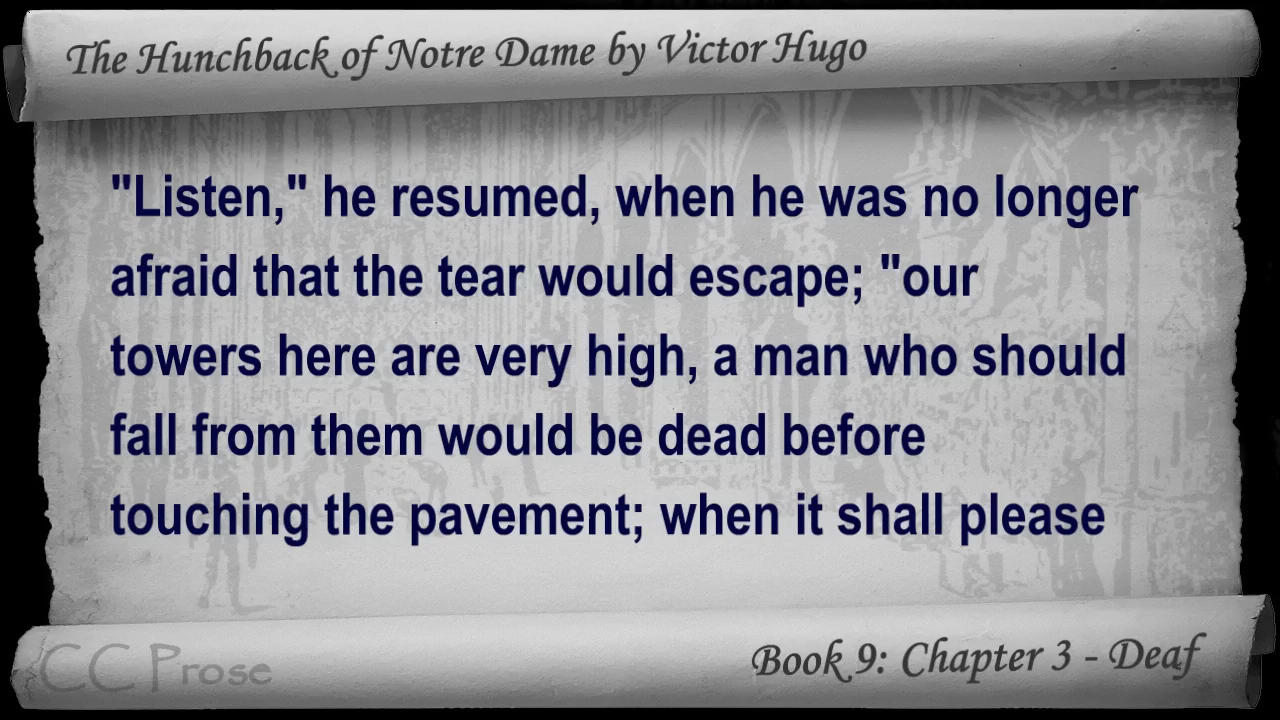 The Hunchback of Notre Dame by Victor Hugo
"Listen," he resumed, when he was no longer
afraid that the tear would escape; "our
towers here are very high, a man who should
fall from them would be dead before
touching the pavement; when it shall please
CC Prose
Book 9: Chapter 3 - Deaf